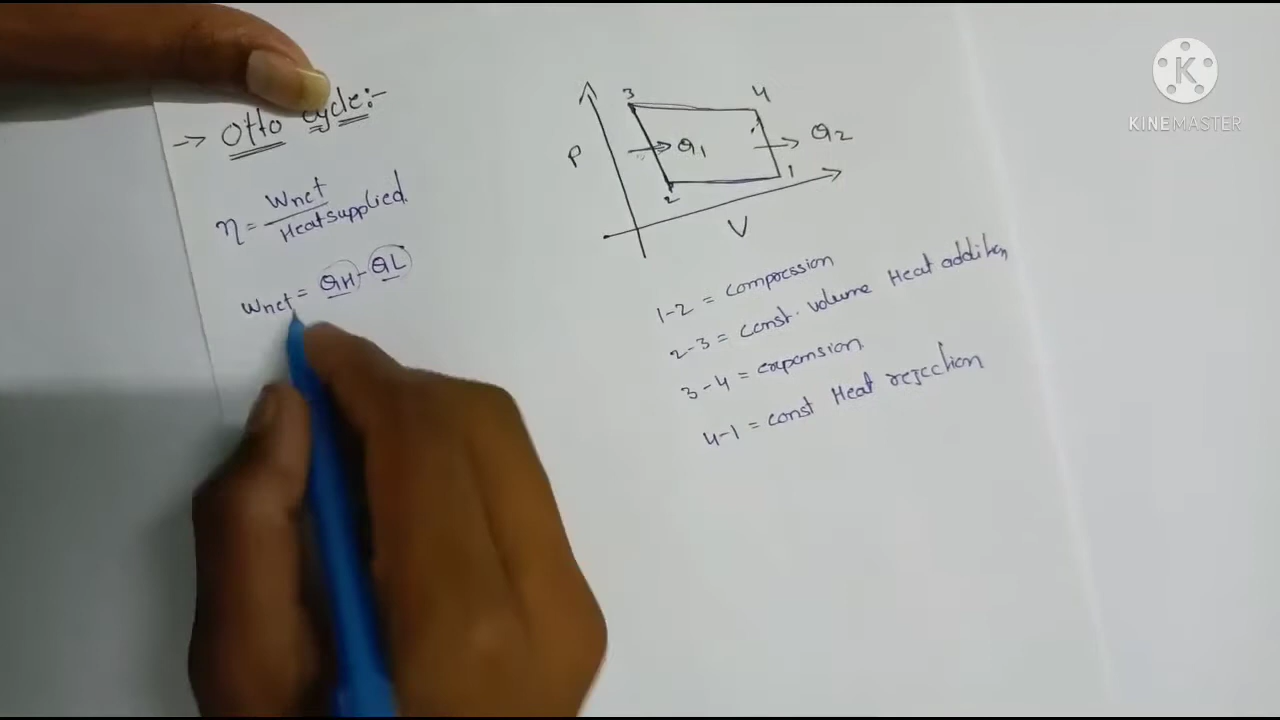 → Otto cycle:-
η = Wnet / Heat supplied.
Wnet = QH - QL
P
3
4
Q1
Q2
2
1
V
1-2 = compression
2-3 = const. volume Heat addition
3-4 = expansion
4-1 = const Heat rejection
K
KINEMASTER